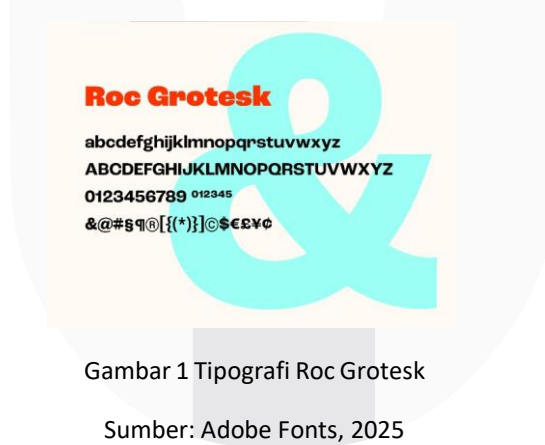 &
Roc Grotesk
abcdefghijklmnopqrstuvwxyz
ABCDEFGHIJKLMNOPQRSTUVWXYZ
0123456789 012345
&@#§¶®[{(*)}]©$€£¥¢
Gambar 1 Tipografi Roc Grotesk
Sumber: Adobe Fonts, 2025